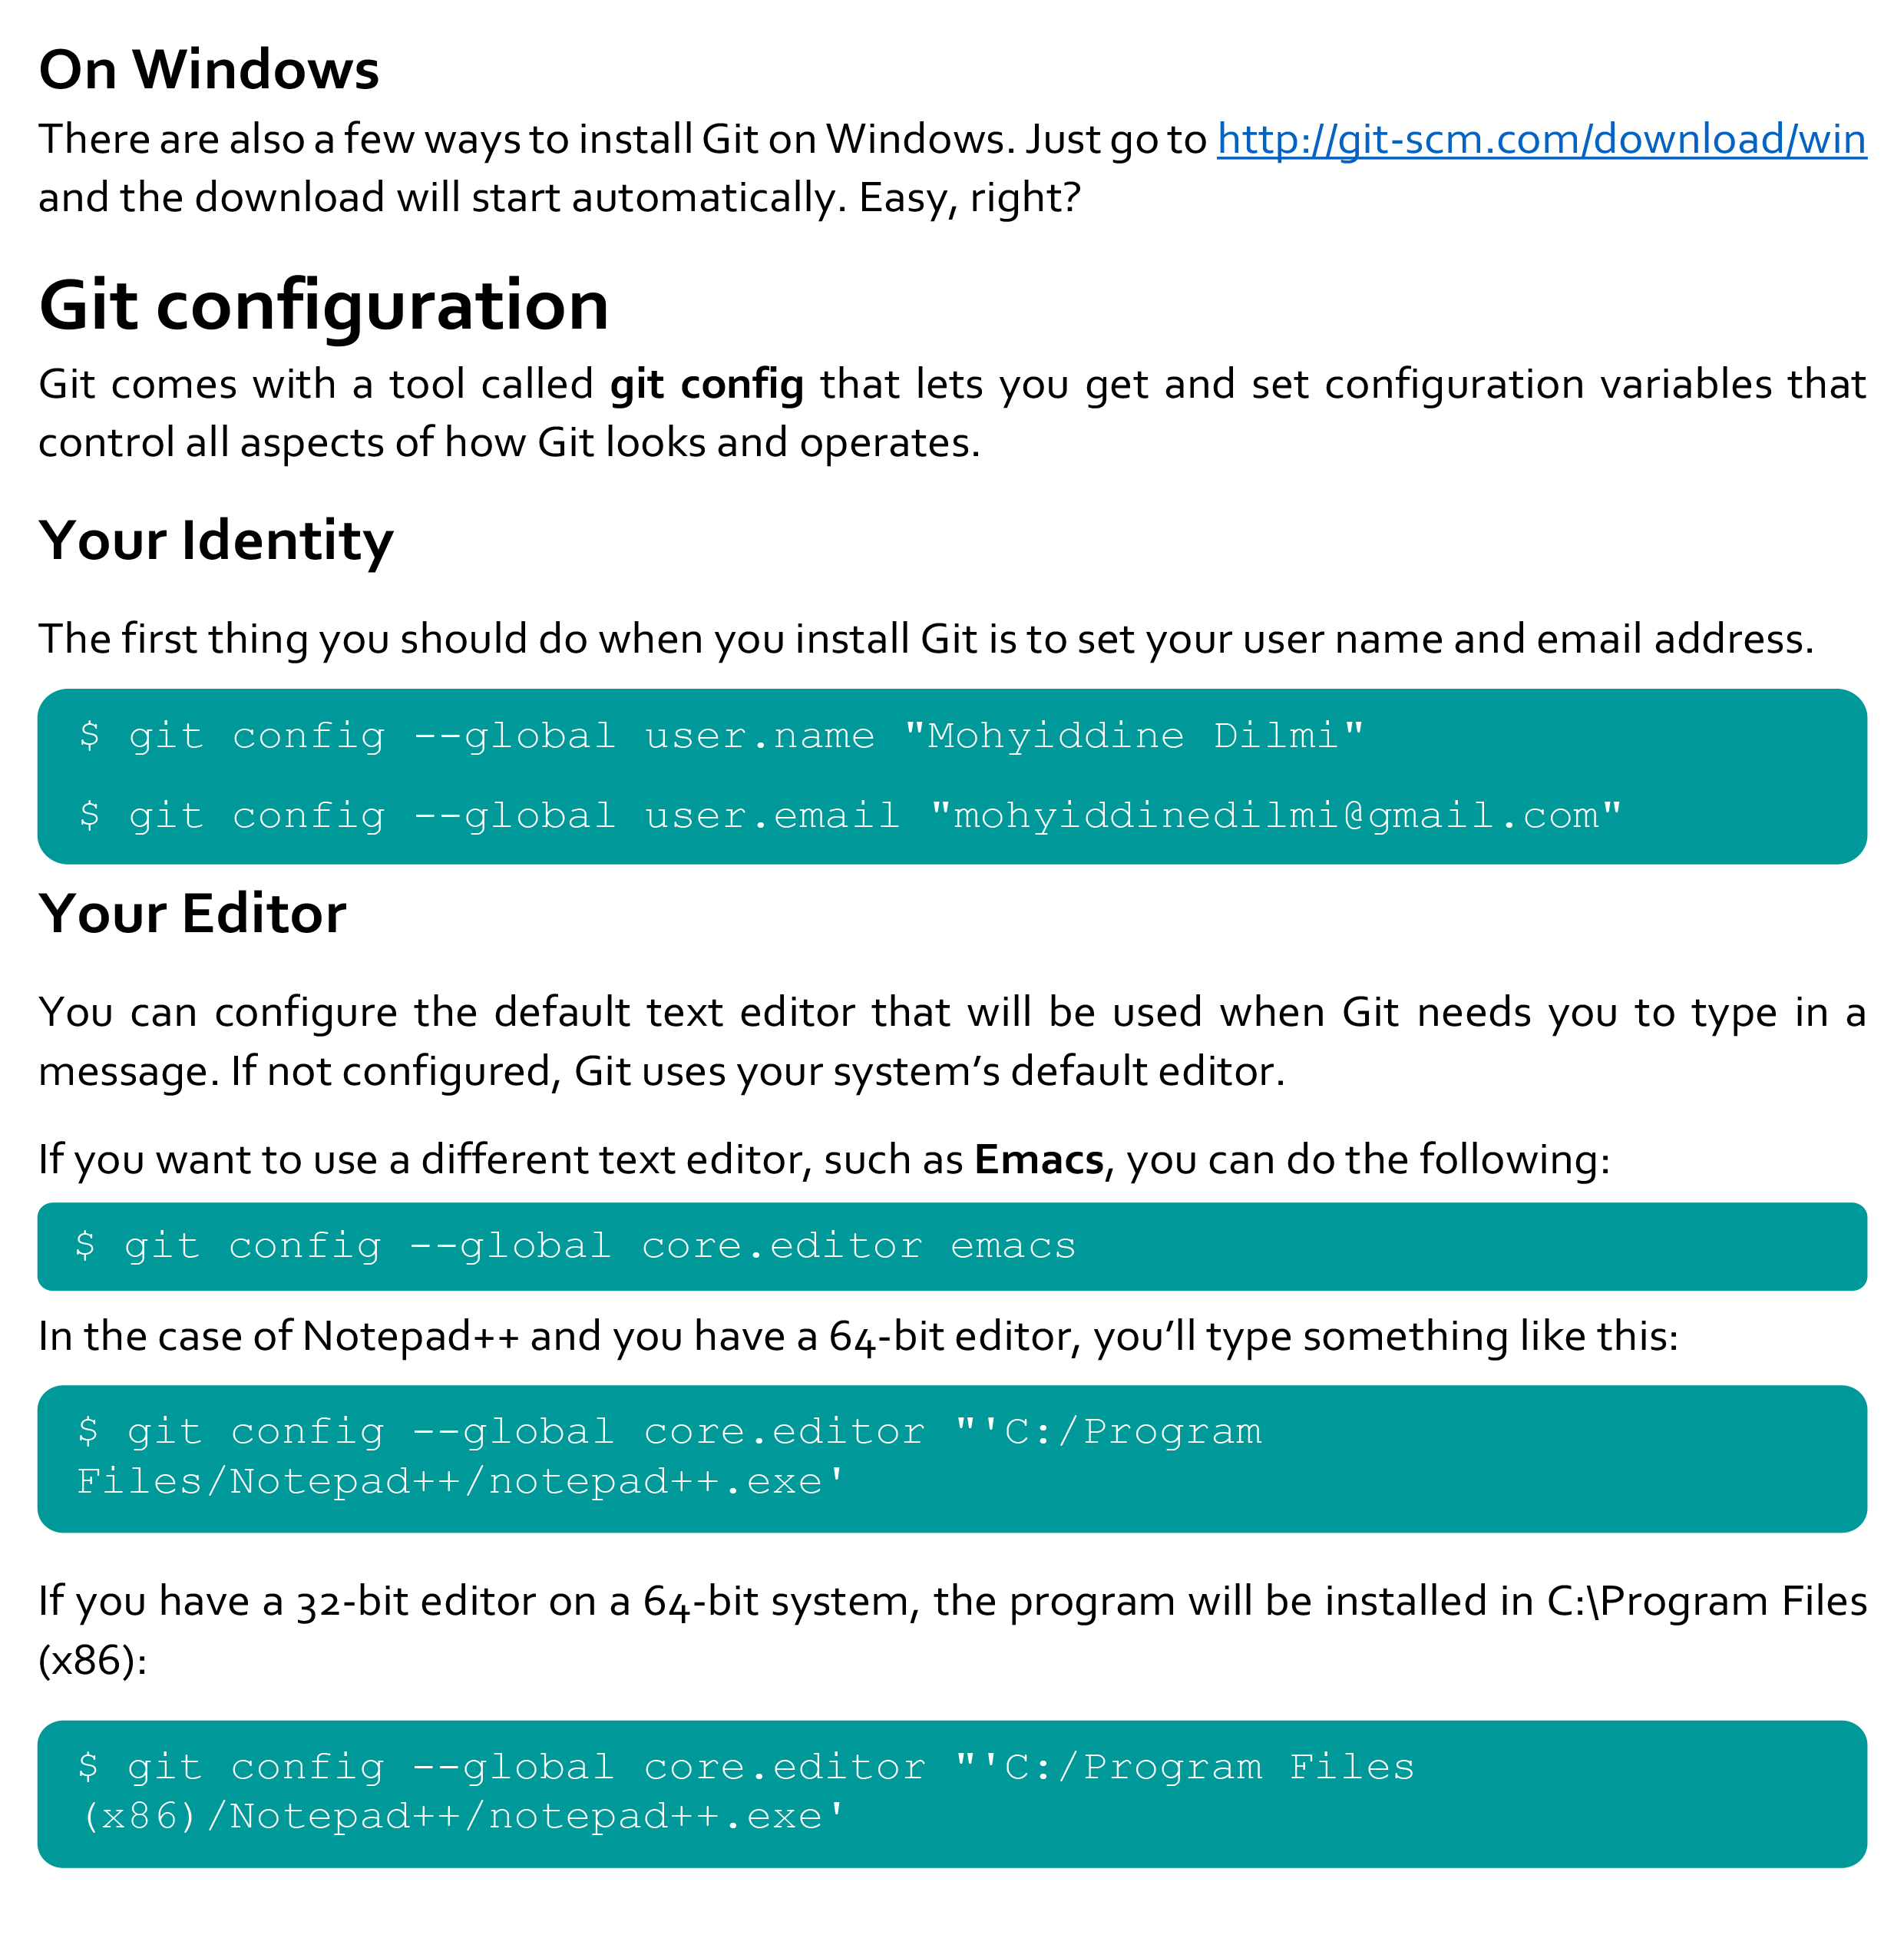 On Windows
There are also a few ways to install Git on Windows. Just go to http://git-scm.com/download/win
and the download will start automatically. Easy, right?
Git configuration
Git comes with a tool called git config that lets you get and set configuration variables that
control all aspects of how Git looks and operates.
Your Identity
The first thing you should do when you install Git is to set your user name and email address.
$ git config --global user.name "Mohyiddine Dilmi"
$ git config --global user.email "mohyiddinedilmi@gmail.com"
Your Editor
You can configure the default text editor that will be used when Git needs you to type in a
message. If not configured, Git uses your system’s default editor.
If you want to use a different text editor, such as Emacs, you can do the following:
$ git config --global core.editor emacs
In the case of Notepad++ and you have a 64-bit editor, you’ll type something like this:
$ git config --global core.editor "'C:/Program
Files/Notepad++/notepad++.exe'
If you have a 32-bit editor on a 64-bit system, the program will be installed in C:\Program Files
(x86):
$ git config --global core.editor "'C:/Program Files
(x86)/Notepad++/notepad++.exe'